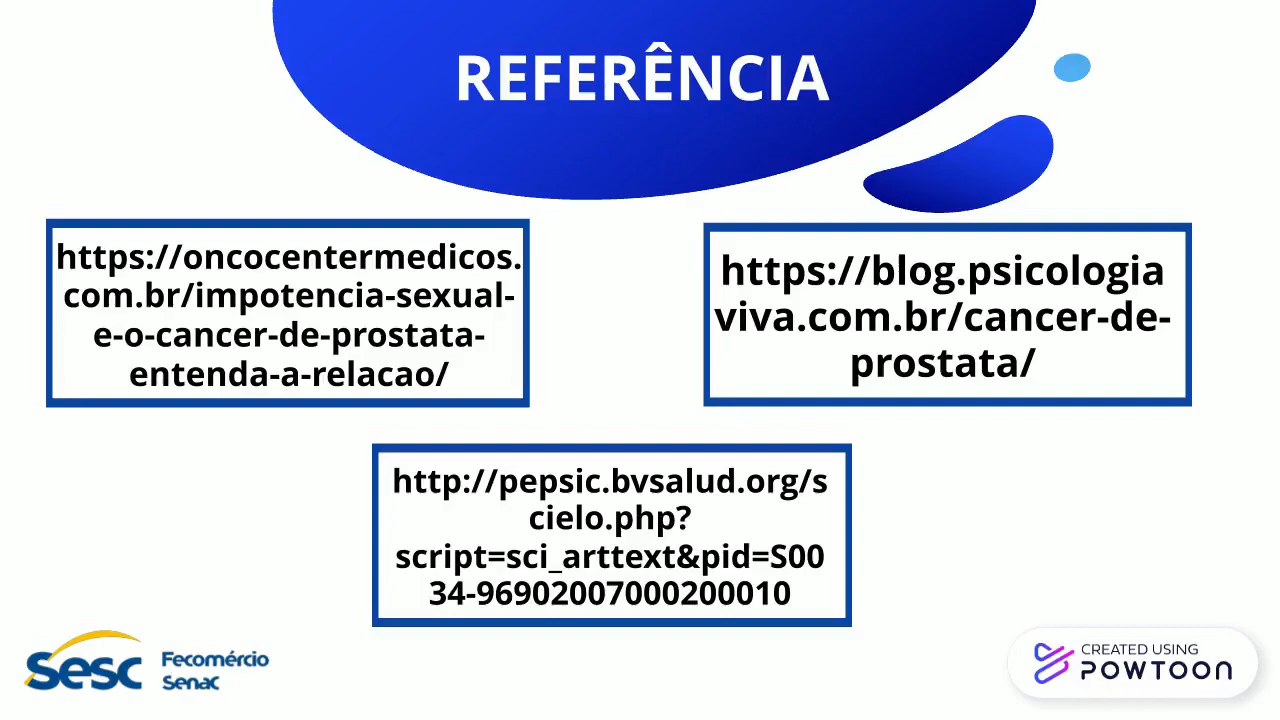 REFERÊNCIA
https://oncocentermedicos.
com.br/impotencia-sexual-
e-o-cancer-de-prostata-
entenda-a-relacao/
https://blog.psicologia
viva.com.br/cancer-de-
prostata/
http://pepsic.bvsalud.org/s
cielo.php?
script=sci_arttext&pid=S00
34-96902007000200010
Sesc
Fecomércio
Senac
CREATED USING
POWTOON